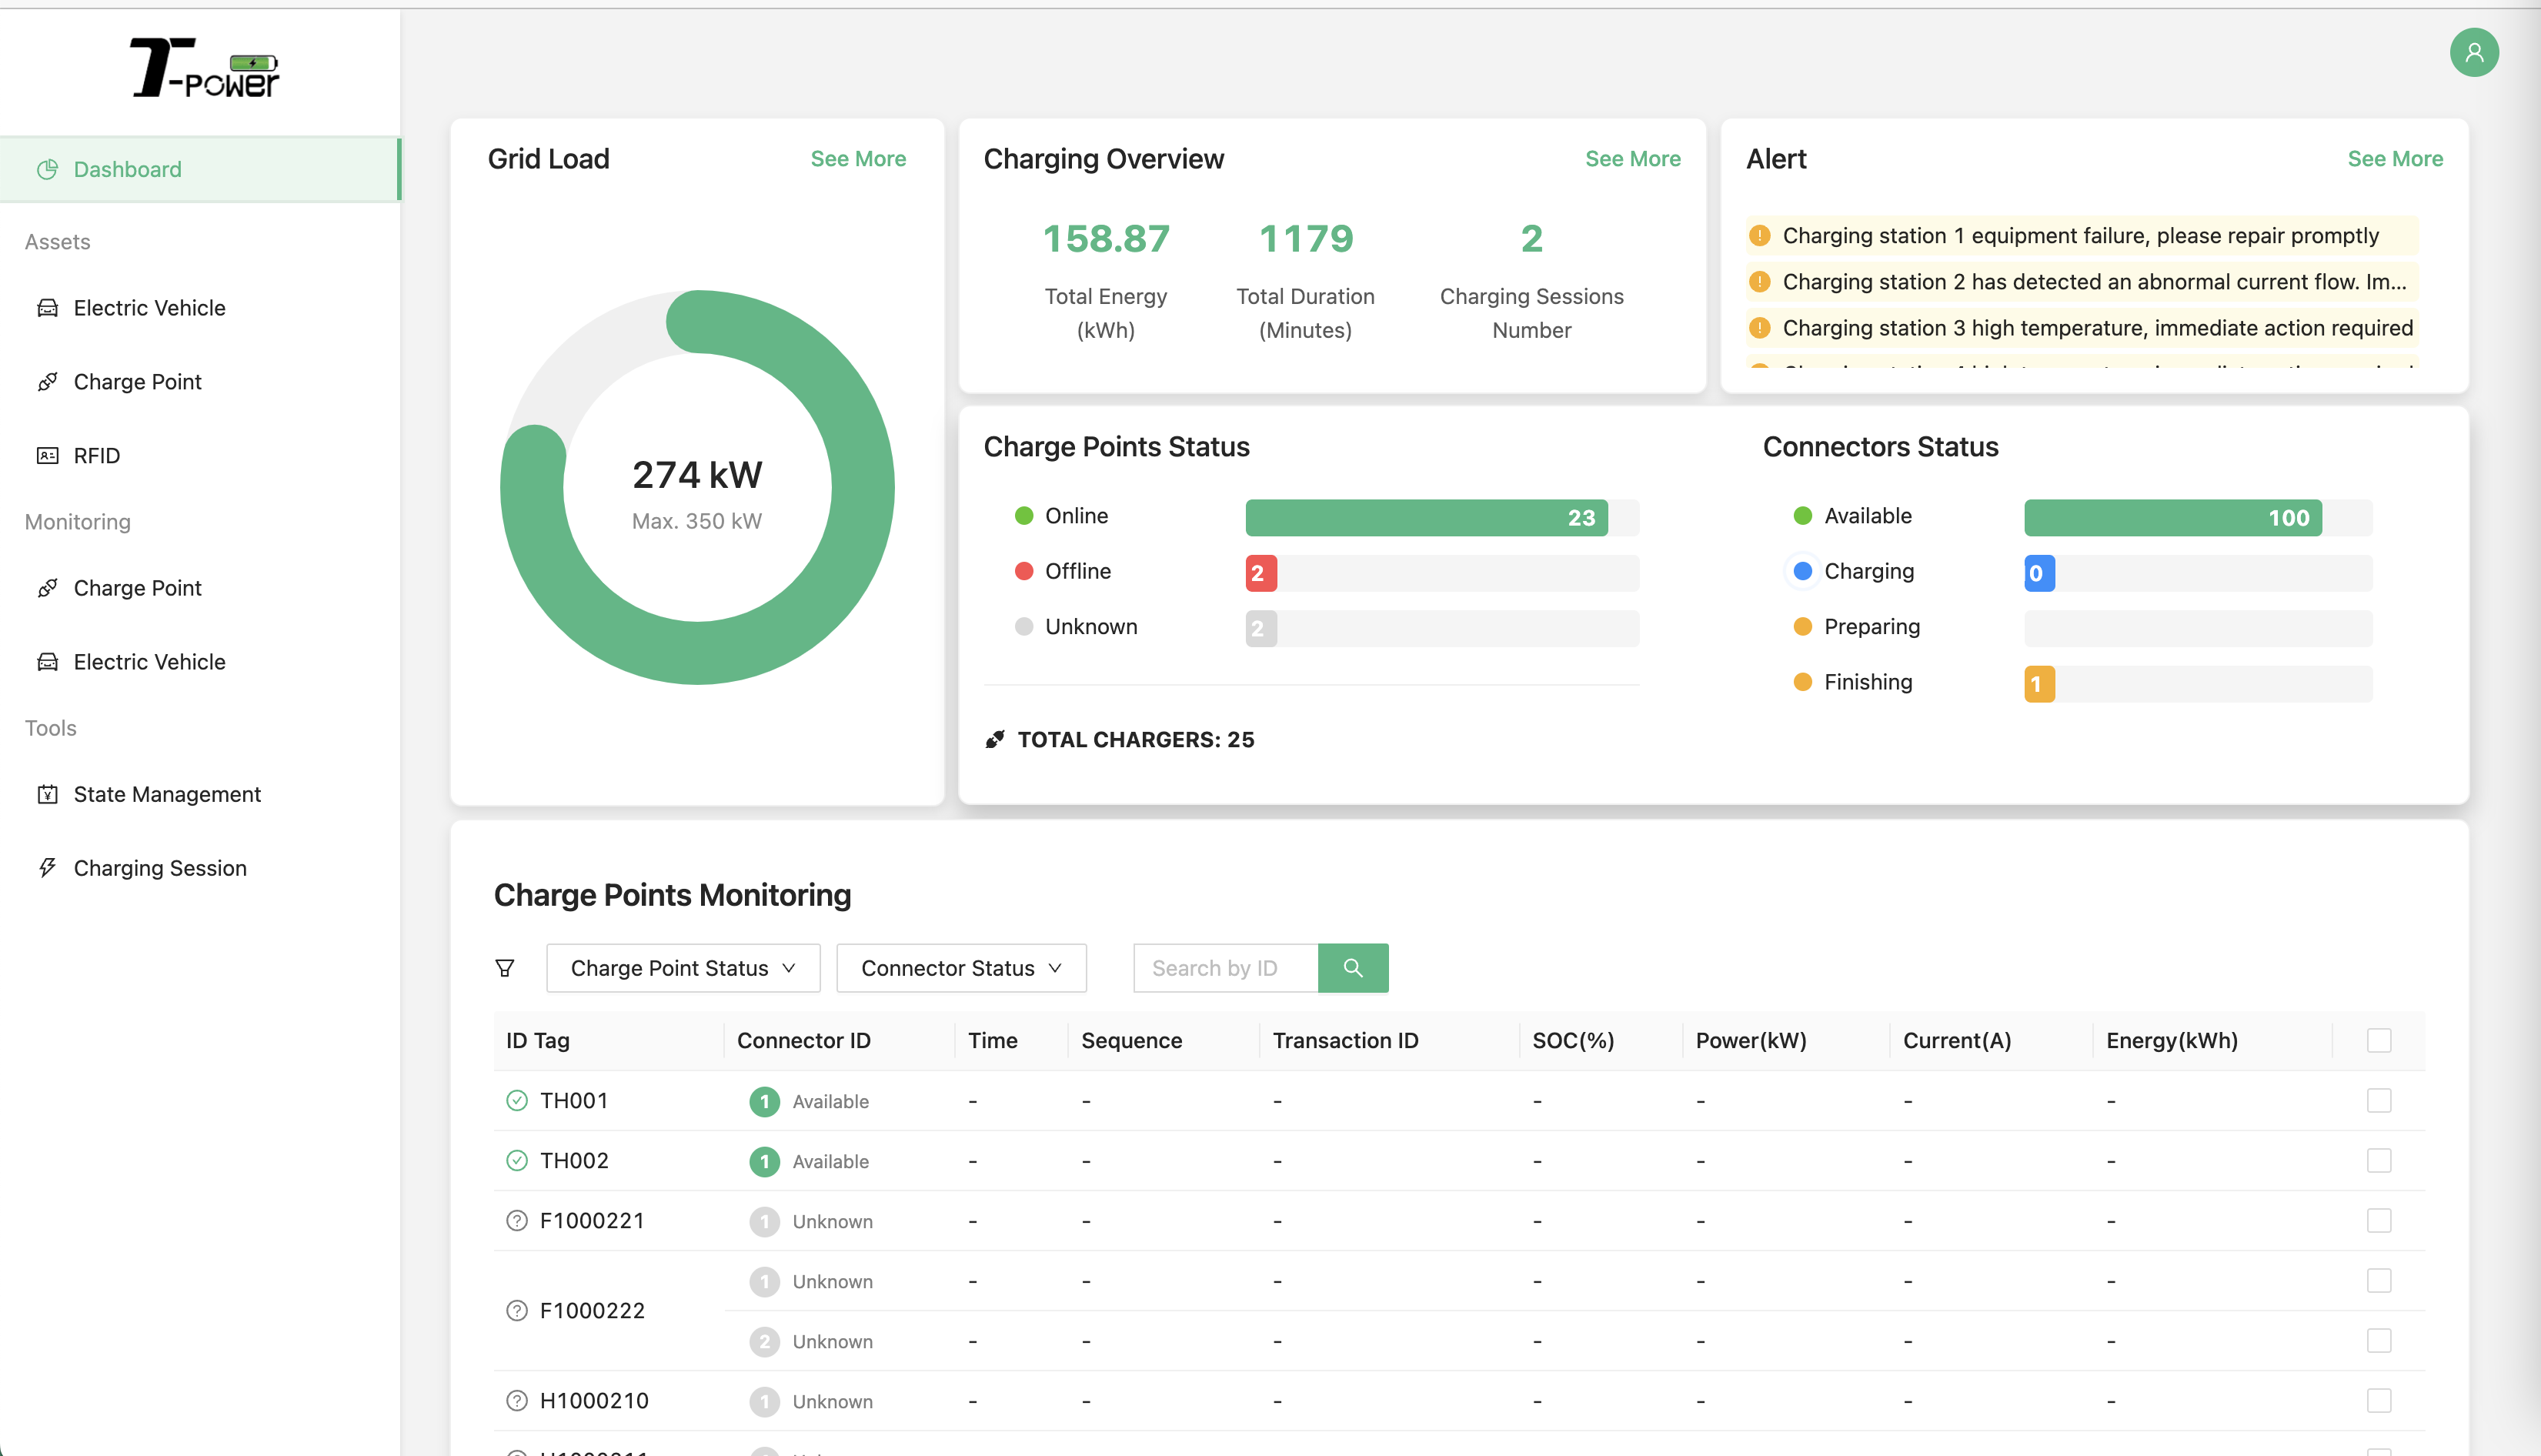 T-POWER
Dashboard
Assets
Electric Vehicle
Charge Point
RFID
Monitoring
Charge Point
Electric Vehicle
Tools
State Management
Charging Session
Grid Load
See More
274 kW
Max. 350 kW
Charging Overview
See More
158.87
Total Energy
(kWh)
1179
Total Duration
(Minutes)
2
Charging Sessions
Number
Alert
See More
Charging station 1 equipment failure, please repair promptly
Charging station 2 has detected an abnormal current flow. Im...
Charging station 3 high temperature, immediate action required
Charge Points Status
Online 23
Offline 2
Unknown 2
TOTAL CHARGERS: 25
Connectors Status
Available 100
Charging 0
Preparing
Finishing 1
Charge Points Monitoring
Charge Point Status Connector Status Search by ID
ID Tag Connector ID Time Sequence Transaction ID SOC(%) Power(kW) Current(A) Energy(kWh)
TH001 1 Available - - - - - - -
TH002 1 Available - - - - - - -
F1000221 1 Unknown - - - - - - -
1 Unknown - - - - - - -
F1000222
2 Unknown - - - - - - -
H1000210 1 Unknown - - - - - - -